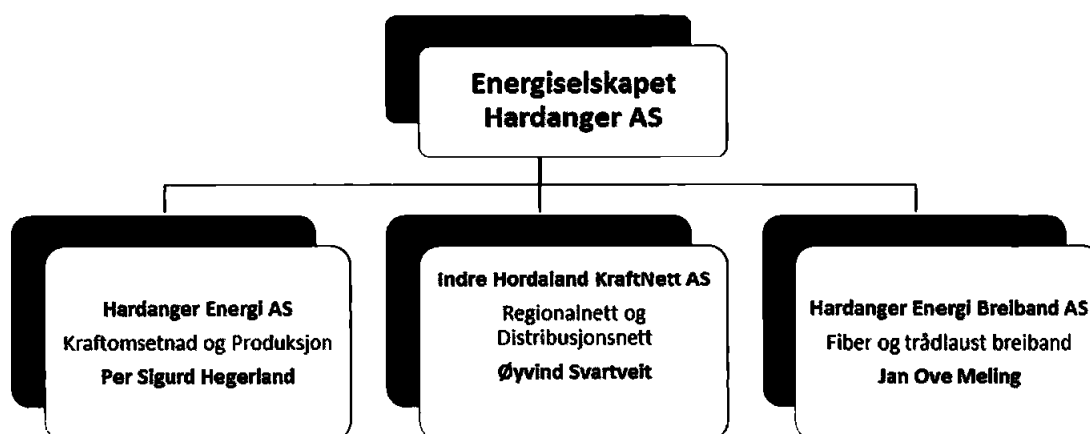 Energiselskapet
Hardanger AS
Hardanger Energi AS
Kraftomsetnad og Produksjon
Per Sigurd Hegerland
Indre Hordaland KraftNett AS
Regionalnett og
Distribusjonsnett
Øyvind Svartveit
Hardanger Energi Breiband AS
Fiber og trådlaust breiband
Jan Ove Meling